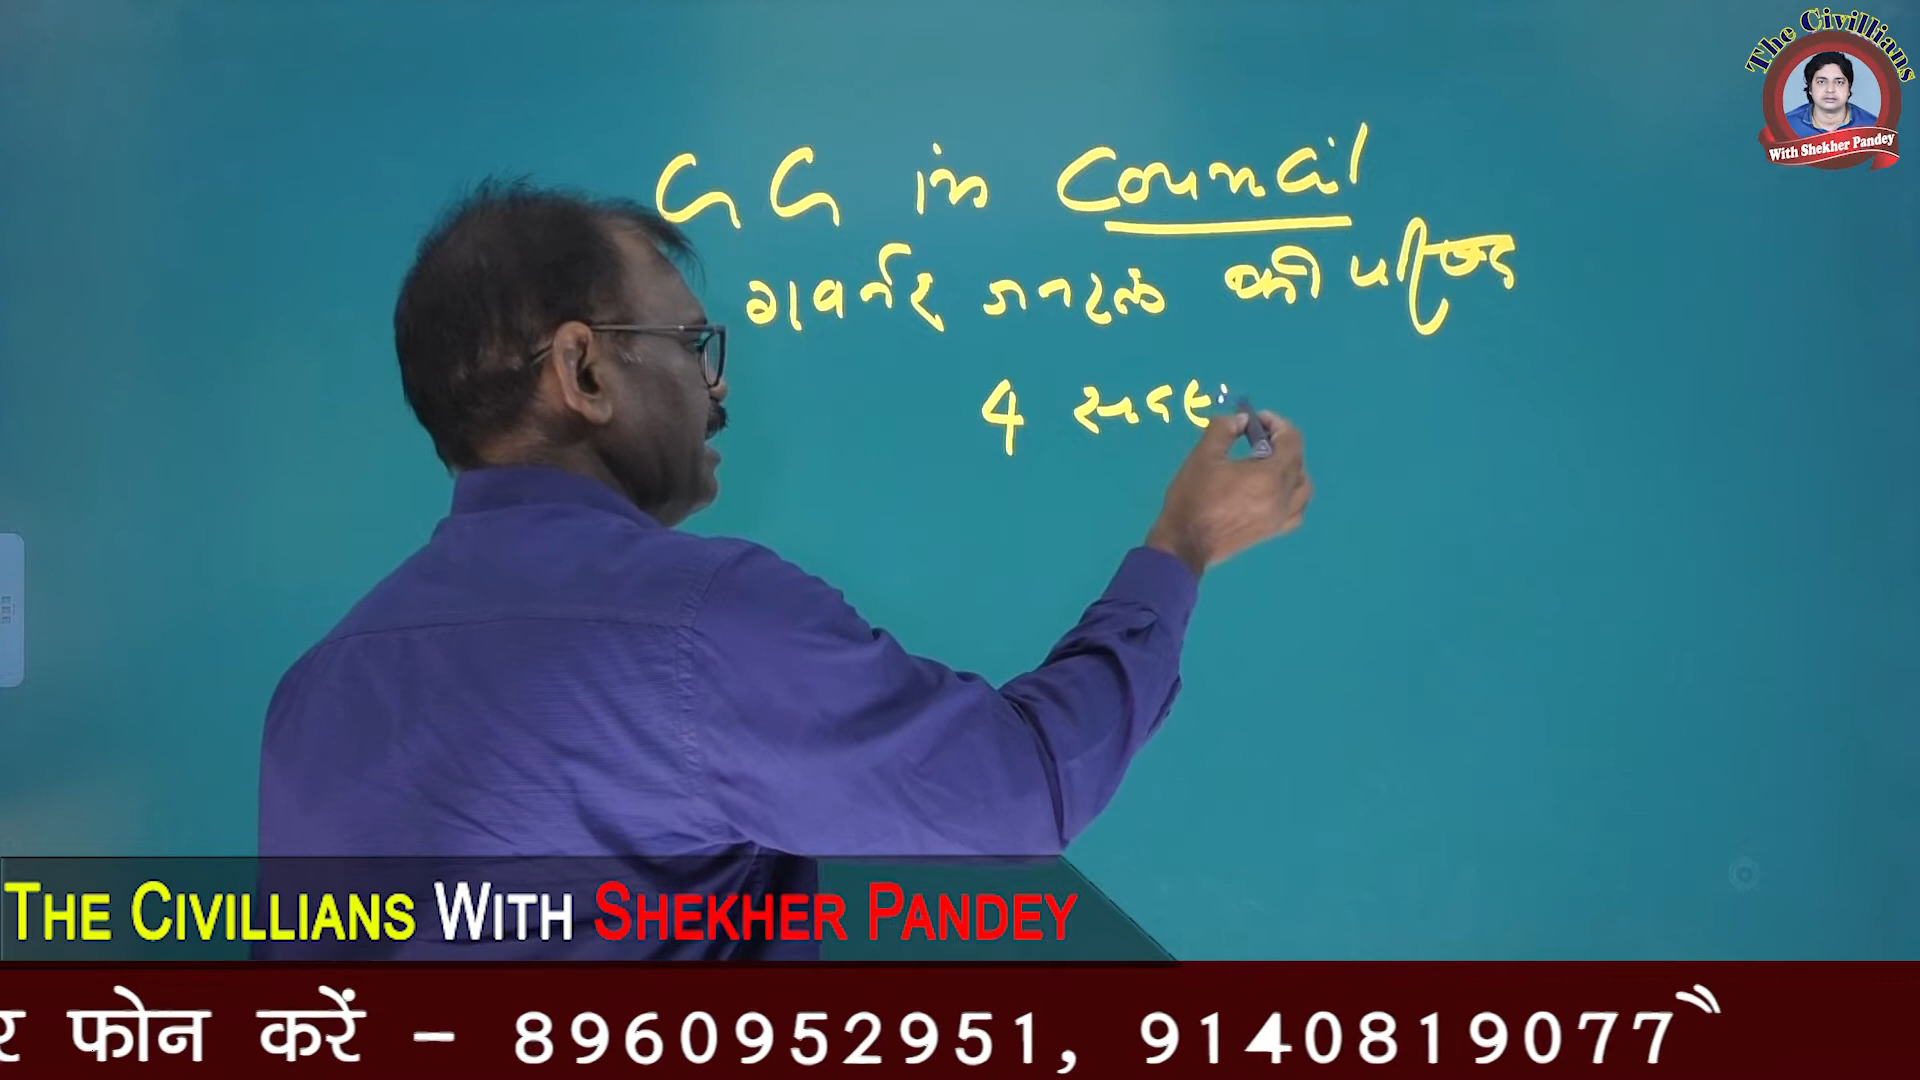 The Civillians
With Shekher Pandey
GG in Council
गवर्नर जनरल की परिषद
4 सदस्
THE CIVILLIANS WITH SHEKHER PANDEY
र फोन करें - 8960952951, 9140819077”